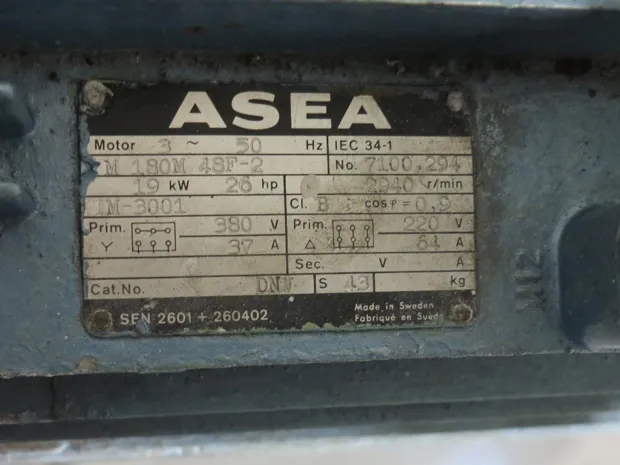 ASEA
Motor 3 ~ 50 Hz IEC 34-1
M 180M 48F-2 No. 7100.294
19 kW 26 hp 2940 r/min
IM-3001 Cl. B cosφ= 0.9
Prim. 380 V Prim. 220 V
Y 37 A Δ 64 A
Sec. V A
Cat.No. DNV S 43 kg
SEN 2601 + 260402
Made in Sweden
Fabriqué en Suède
ZIIX